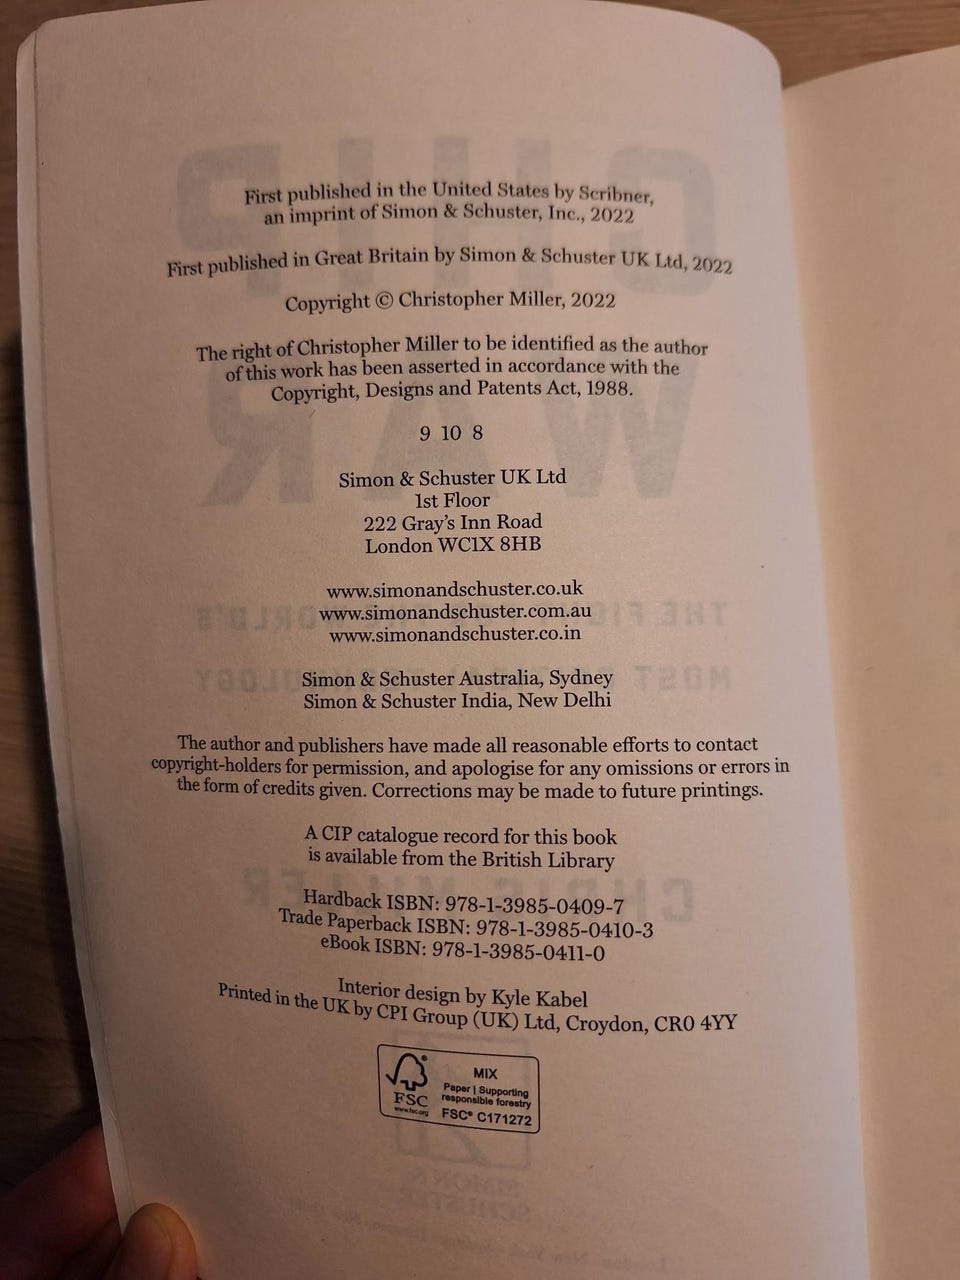 First published in the United States by Scribner,
an imprint of Simon & Schuster, Inc., 2022
First published in Great Britain by Simon & Schuster UK Ltd, 2022
Copyright © Christopher Miller, 2022
The right of Christopher Miller to be identified as the author
of this work has been asserted in accordance with the
Copyright, Designs and Patents Act, 1988.
9 10 8
Simon & Schuster UK Ltd
1st Floor
222 Gray's Inn Road
London WC1X 8HB
www.simonandschuster.co.uk
www.simonandschuster.com.au
www.simonandschuster.co.in
Simon & Schuster Australia, Sydney
Simon & Schuster India, New Delhi
The author and publishers have made all reasonable efforts to contact
copyright-holders for permission, and apologise for any omissions or errors in
the form of credits given. Corrections may be made to future printings.
A CIP catalogue record for this book
is available from the British Library
Hardback ISBN: 978-1-3985-0409-7
Trade Paperback ISBN: 978-1-3985-0410-3
eBook ISBN: 978-1-3985-0411-0
Interior design by Kyle Kabel
Printed in the UK by CPI Group (UK) Ltd, Croydon, CR0 4YY
FSC
www.fsc.org
MIX
Paper | Supporting
responsible forestry
FSC® C171272